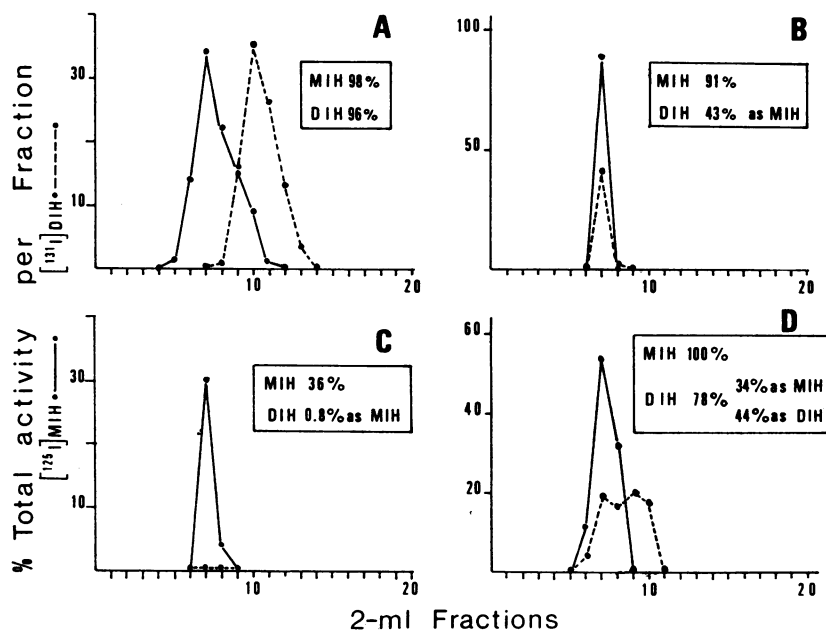 A
30
10
10
20
MIH 98%
DIH 96%
B
100
50
10
20
MIH 91%
DIH 43% as MIH
% Total activity per Fraction
[¹³¹I]DIH•-----•
[¹²⁵I]MIH•——•
C
30
10
10
20
MIH 36%
DIH 0.8% as MIH
D
60
40
20
10
20
MIH 100%
DIH 78%
34% as MIH
44% as DIH
2-ml Fractions